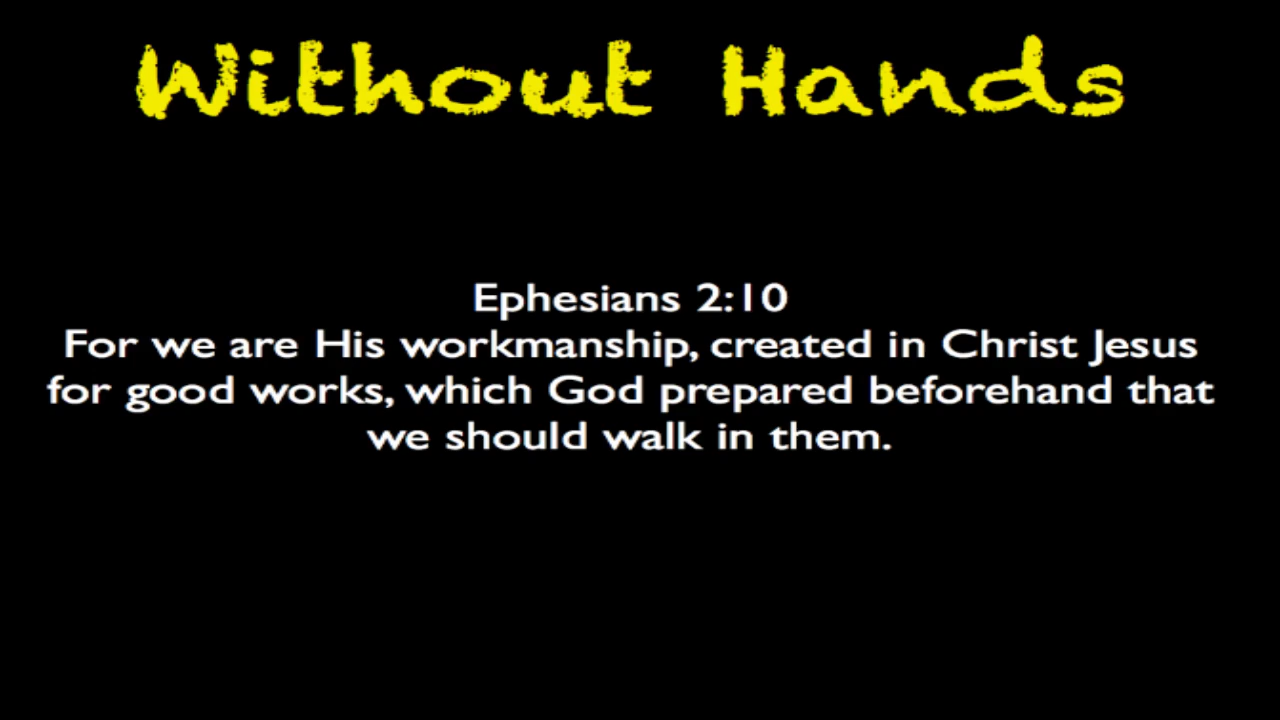 Without Hands
Ephesians 2:10
For we are His workmanship, created in Christ Jesus
for good works, which God prepared beforehand that
we should walk in them.